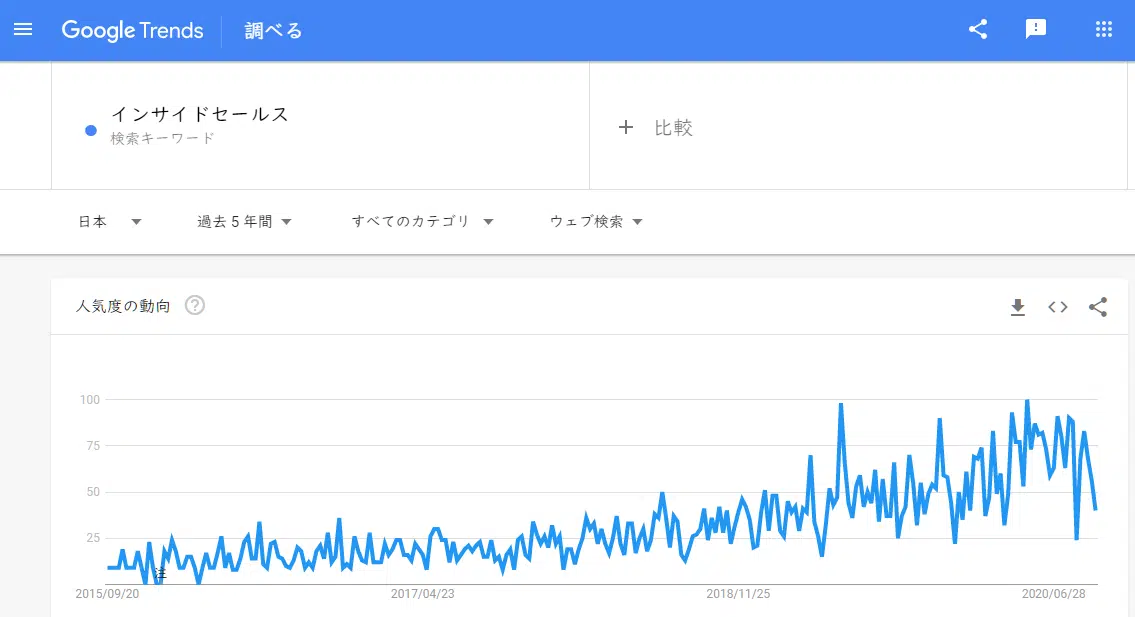 Google Trends 調べる
インサイドセールス
検索キーワード
+ 比較
日本 過去 5 年間 すべてのカテゴリ ウェブ検索
人気度の動向 ?
100
75
50
25
注
2015/09/20 2017/04/23 2018/11/25 2020/06/28